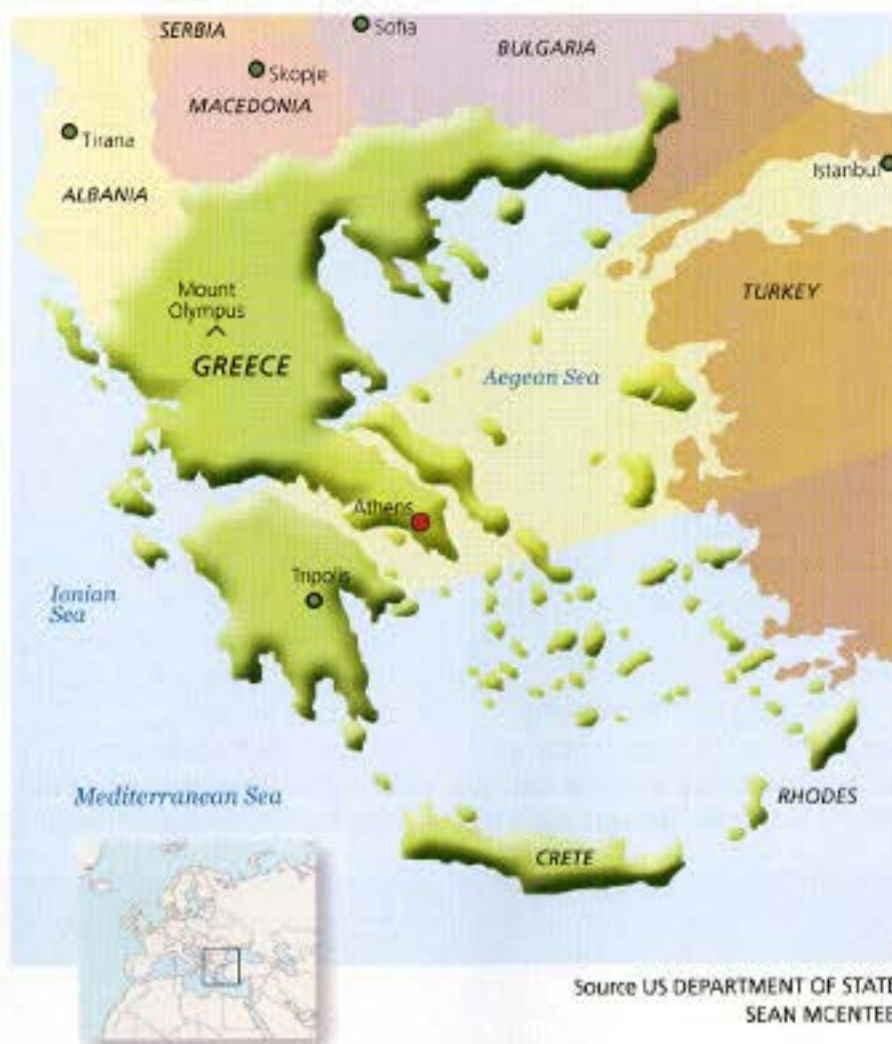 SERBIA
Sofia
BULGARIA
Skopje
MACEDONIA
Tirana
Istanbul
ALBANIA
Mount
Olympus
TURKEY
GREECE
Aegean Sea
Athens
Tripolis
Ionian
Sea
Mediterranean Sea
RHODES
CRETE
Source US DEPARTMENT OF STATE
SEAN MCENTEE